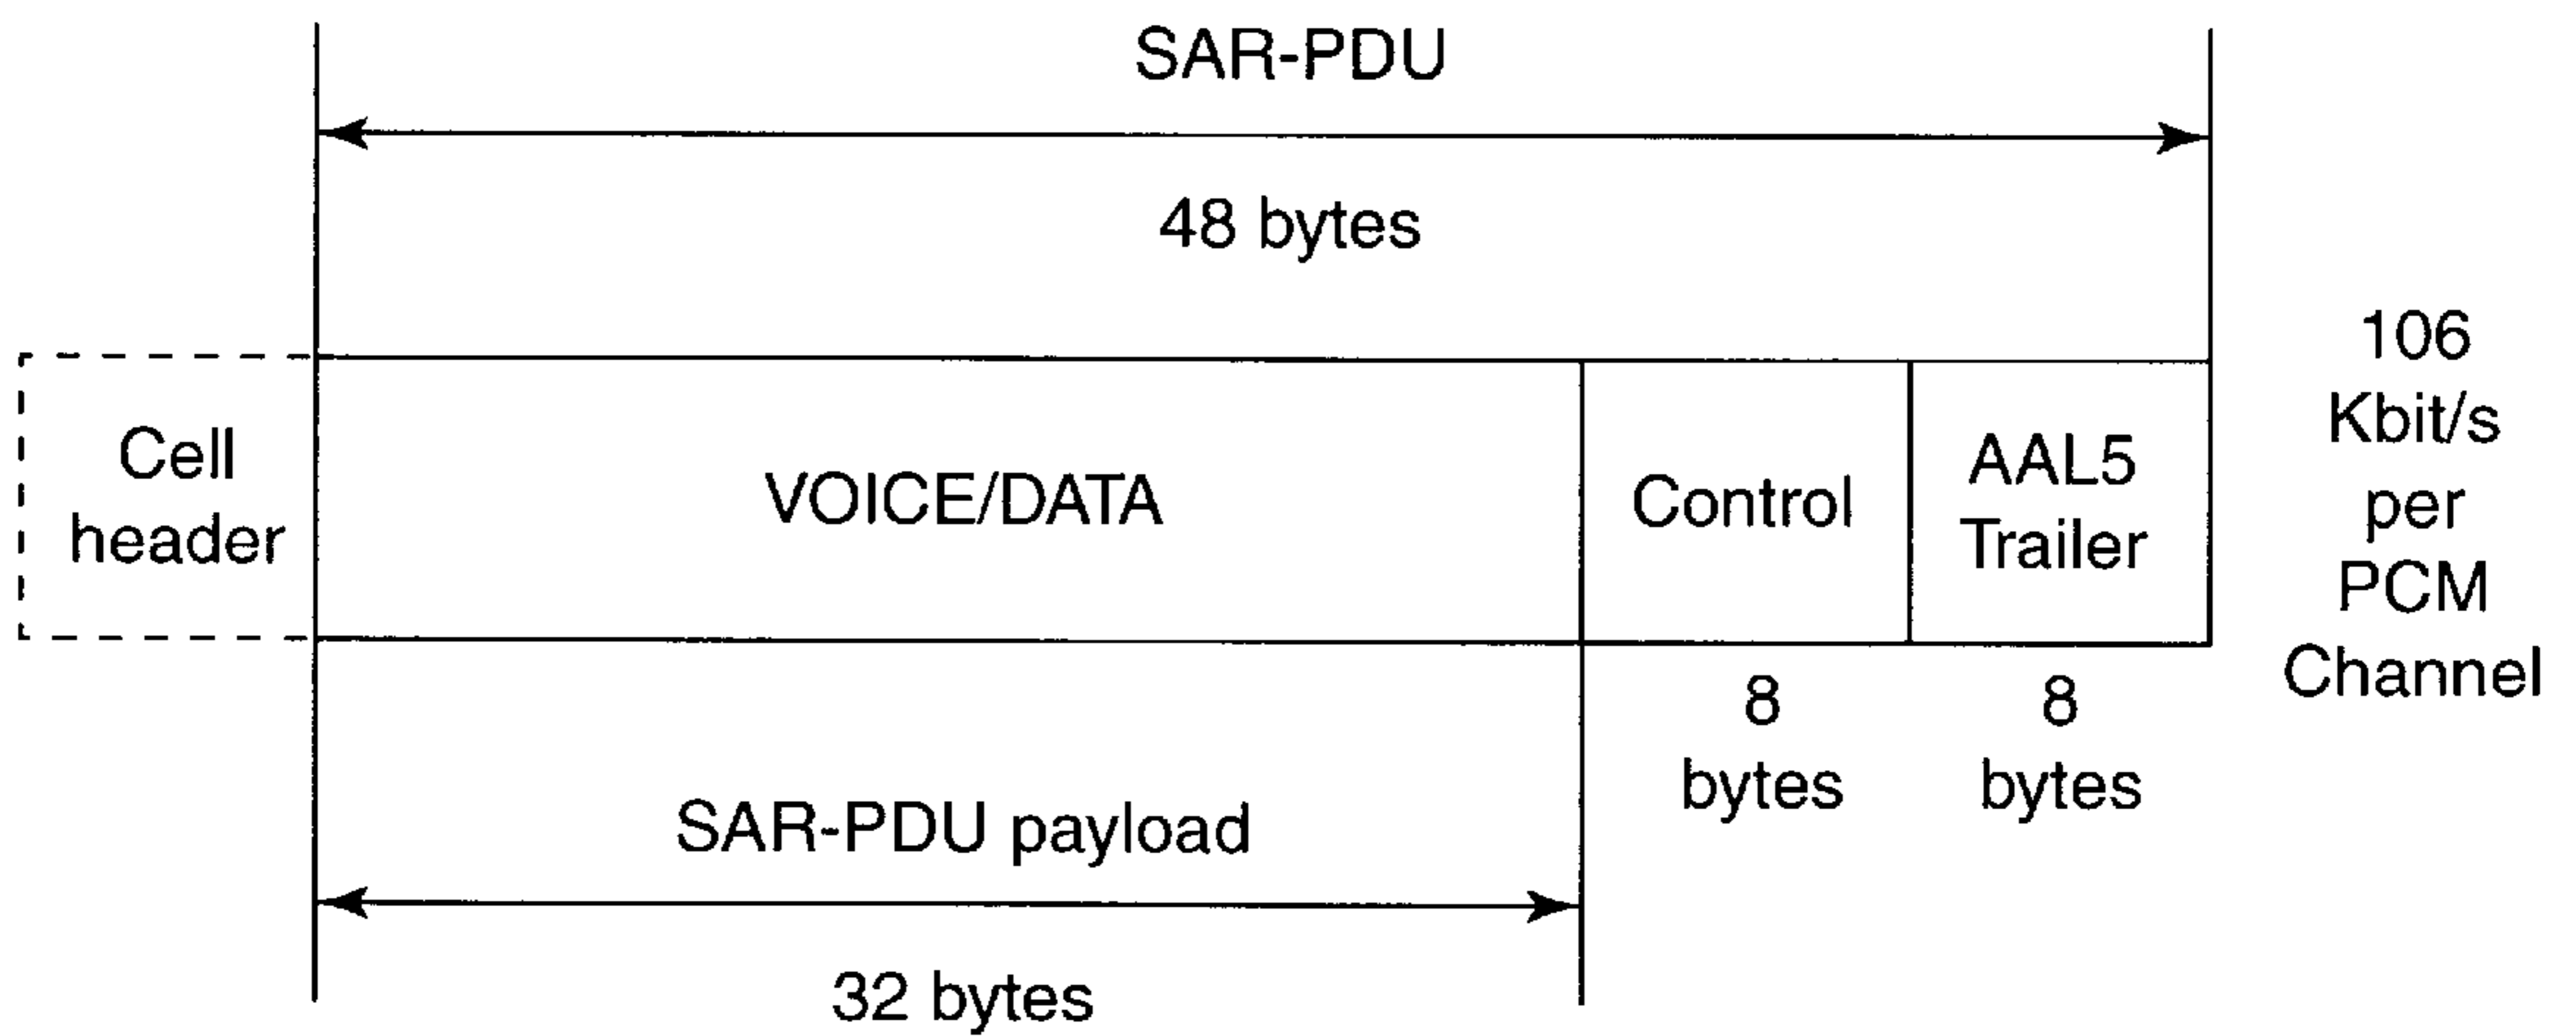 SAR-PDU
48 bytes
Cell
header
VOICE/DATA
Control
AAL5
Trailer
106
Kbit/s
per
PCM
Channel
8
bytes
8
bytes
SAR-PDU payload
32 bytes